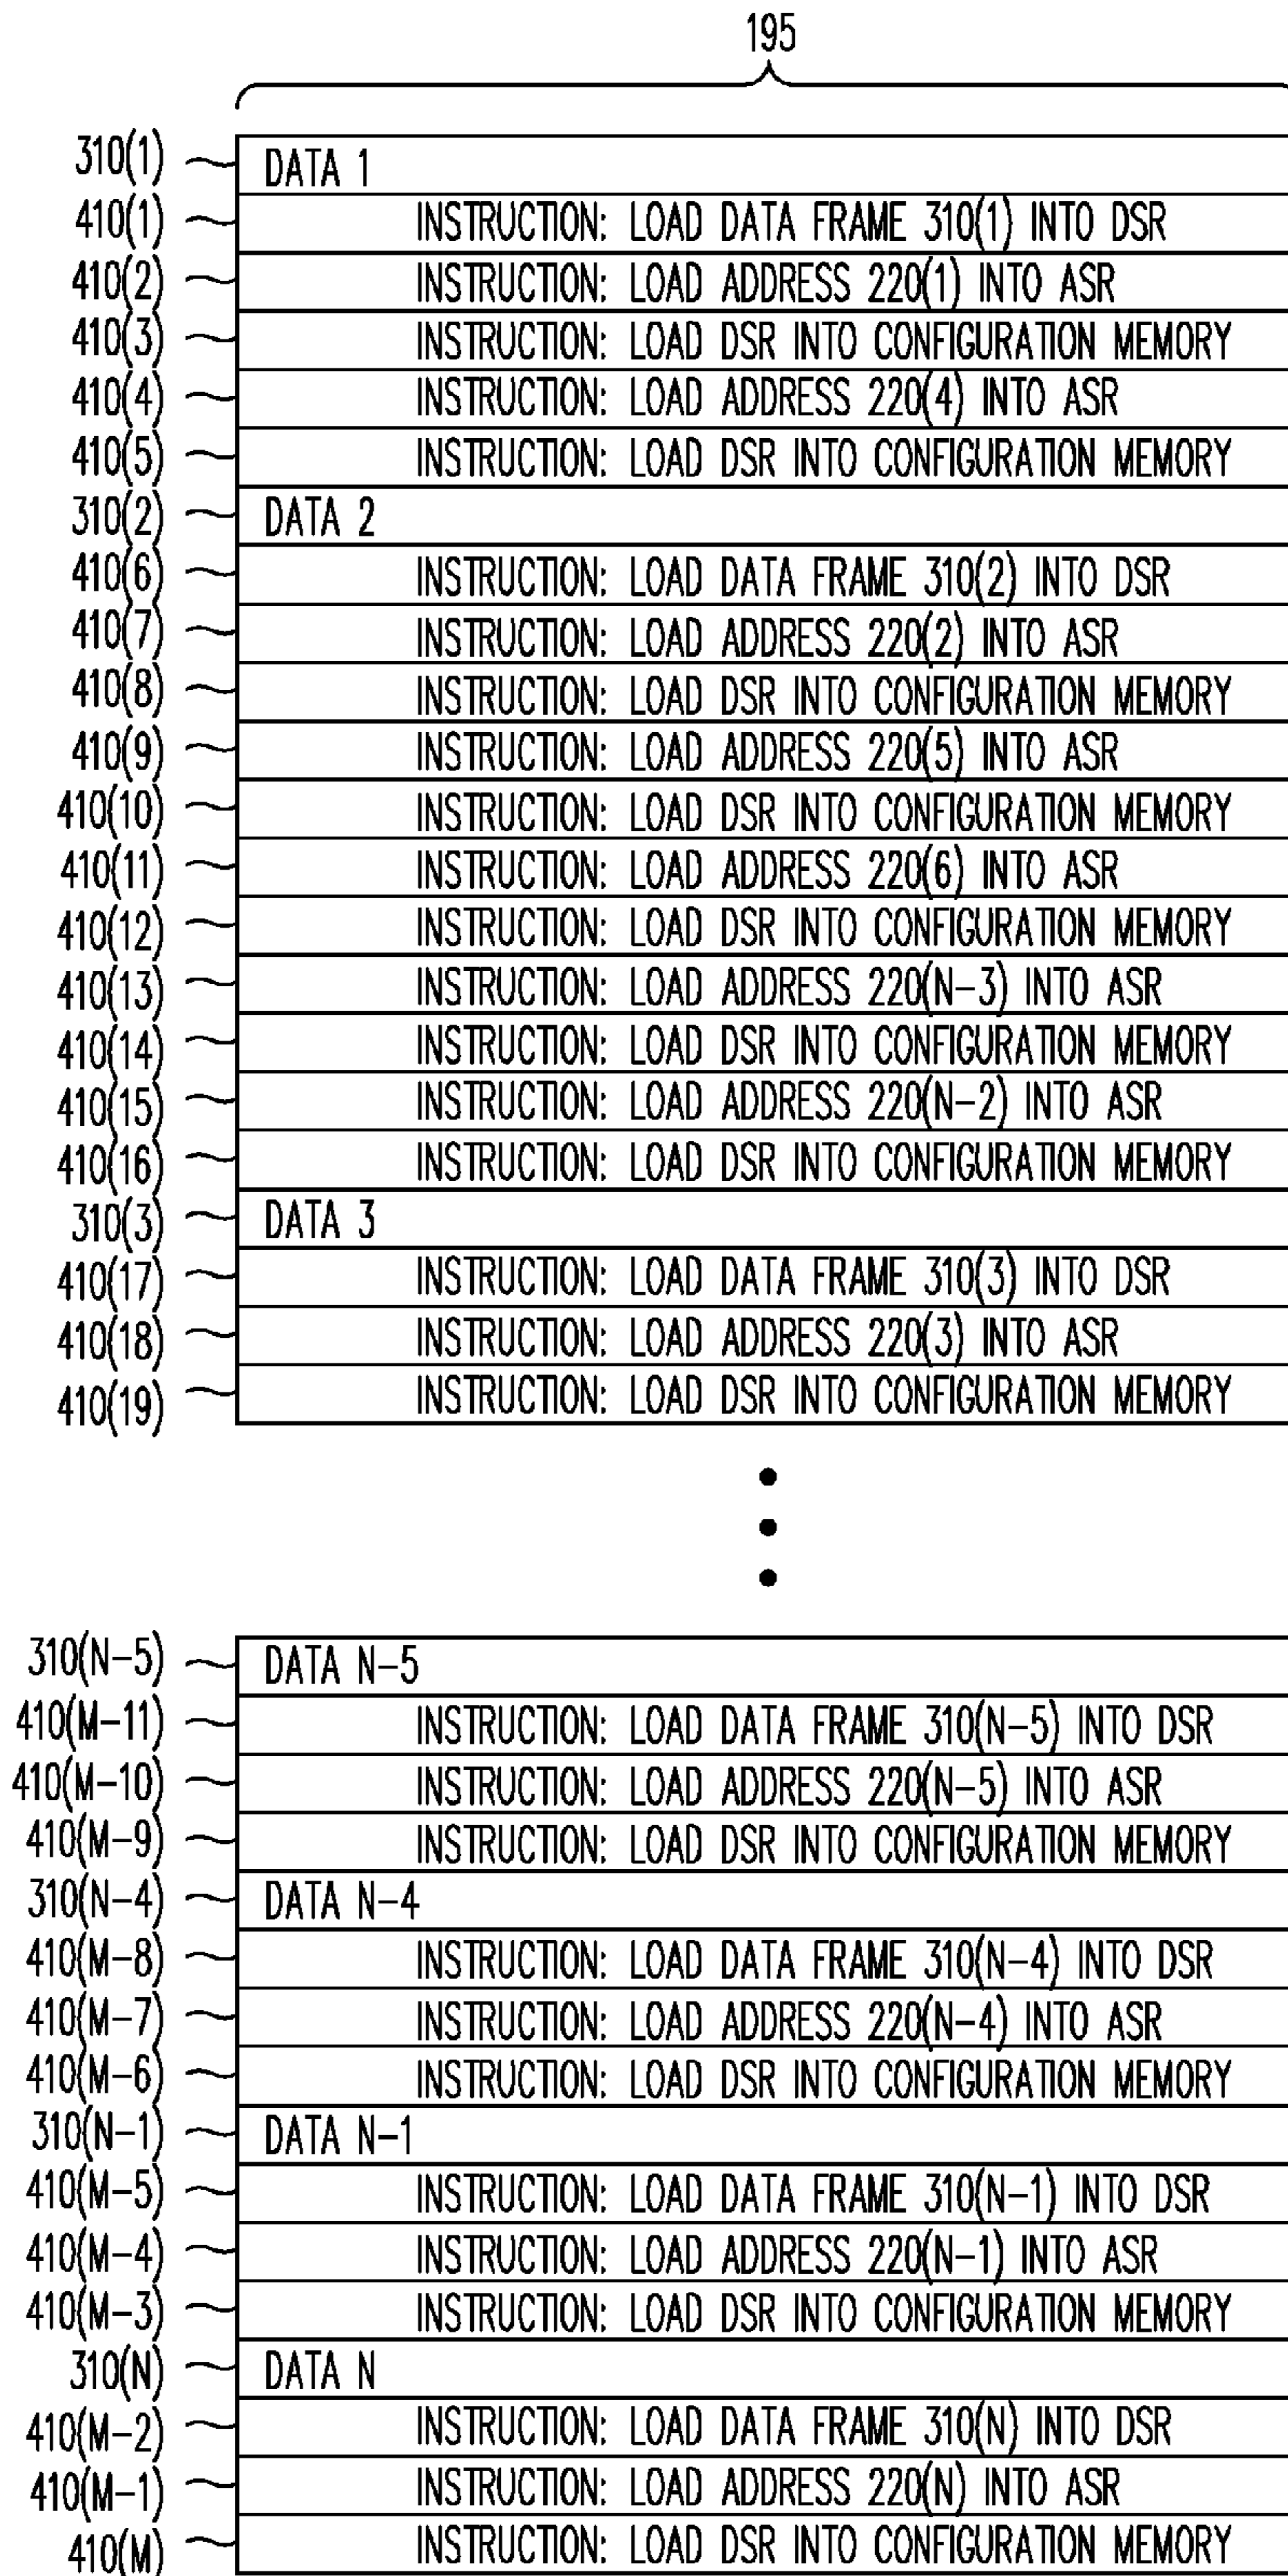 195
310(1) DATA 1
410(1) INSTRUCTION: LOAD DATA FRAME 310(1) INTO DSR
410(2) INSTRUCTION: LOAD ADDRESS 220(1) INTO ASR
410(3) INSTRUCTION: LOAD DSR INTO CONFIGURATION MEMORY
410(4) INSTRUCTION: LOAD ADDRESS 220(4) INTO ASR
410(5) INSTRUCTION: LOAD DSR INTO CONFIGURATION MEMORY
310(2) DATA 2
410(6) INSTRUCTION: LOAD DATA FRAME 310(2) INTO DSR
410(7) INSTRUCTION: LOAD ADDRESS 220(2) INTO ASR
410(8) INSTRUCTION: LOAD DSR INTO CONFIGURATION MEMORY
410(9) INSTRUCTION: LOAD ADDRESS 220(5) INTO ASR
410(10) INSTRUCTION: LOAD DSR INTO CONFIGURATION MEMORY
410(11) INSTRUCTION: LOAD ADDRESS 220(6) INTO ASR
410(12) INSTRUCTION: LOAD DSR INTO CONFIGURATION MEMORY
410(13) INSTRUCTION: LOAD ADDRESS 220(N-3) INTO ASR
410(14) INSTRUCTION: LOAD DSR INTO CONFIGURATION MEMORY
410(15) INSTRUCTION: LOAD ADDRESS 220(N-2) INTO ASR
410(16) INSTRUCTION: LOAD DSR INTO CONFIGURATION MEMORY
310(3) DATA 3
410(17) INSTRUCTION: LOAD DATA FRAME 310(3) INTO DSR
410(18) INSTRUCTION: LOAD ADDRESS 220(3) INTO ASR
410(19) INSTRUCTION: LOAD DSR INTO CONFIGURATION MEMORY
310(N-5) DATA N-5
410(M-11) INSTRUCTION: LOAD DATA FRAME 310(N-5) INTO DSR
410(M-10) INSTRUCTION: LOAD ADDRESS 220(N-5) INTO ASR
410(M-9) INSTRUCTION: LOAD DSR INTO CONFIGURATION MEMORY
310(N-4) DATA N-4
410(M-8) INSTRUCTION: LOAD DATA FRAME 310(N-4) INTO DSR
410(M-7) INSTRUCTION: LOAD ADDRESS 220(N-4) INTO ASR
410(M-6) INSTRUCTION: LOAD DSR INTO CONFIGURATION MEMORY
310(N-1) DATA N-1
410(M-5) INSTRUCTION: LOAD DATA FRAME 310(N-1) INTO DSR
410(M-4) INSTRUCTION: LOAD ADDRESS 220(N-1) INTO ASR
410(M-3) INSTRUCTION: LOAD DSR INTO CONFIGURATION MEMORY
310(N) DATA N
410(M-2) INSTRUCTION: LOAD DATA FRAME 310(N) INTO DSR
410(M-1) INSTRUCTION: LOAD ADDRESS 220(N) INTO ASR
410(M) INSTRUCTION: LOAD DSR INTO CONFIGURATION MEMORY